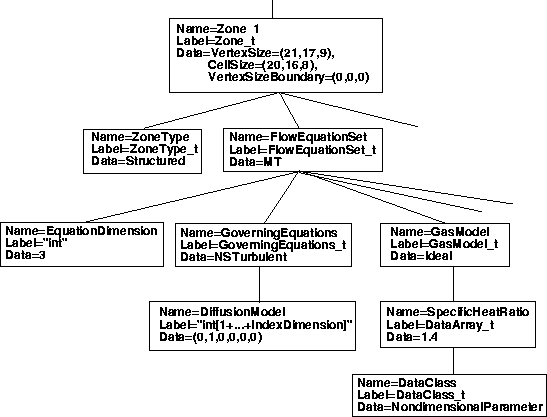 Name=Zone 1
Label=Zone_t
Data=VertexSize=(21,17,9),
CellSize=(20,16,8),
VertexSizeBoundary=(0,0,0)
Name=ZoneType
Label=ZoneType_t
Data=Structured
Name=FlowEquationSet
Label=FlowEquationSet_t
Data=MT
Name=EquationDimension
Label="int"
Data=3
Name=GoverningEquations
Label=GoverningEquations_t
Data=NSTurbulent
Name=GasModel
Label=GasModel_t
Data=Ideal
Name=DiffusionModel
Label="int[1+...+IndexDimension]"
Data=(0,1,0,0,0,0)
Name=SpecificHeatRatio
Label=DataArray_t
Data=1.4
Name=DataClass
Label=DataClass_t
Data=NondimensionalParameter